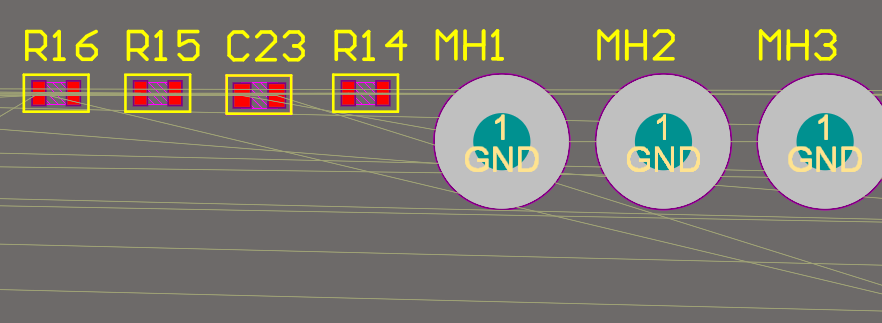 R16 R15 C23 R14 MH1 MH2 MH3
1 1 1
GND GND GND